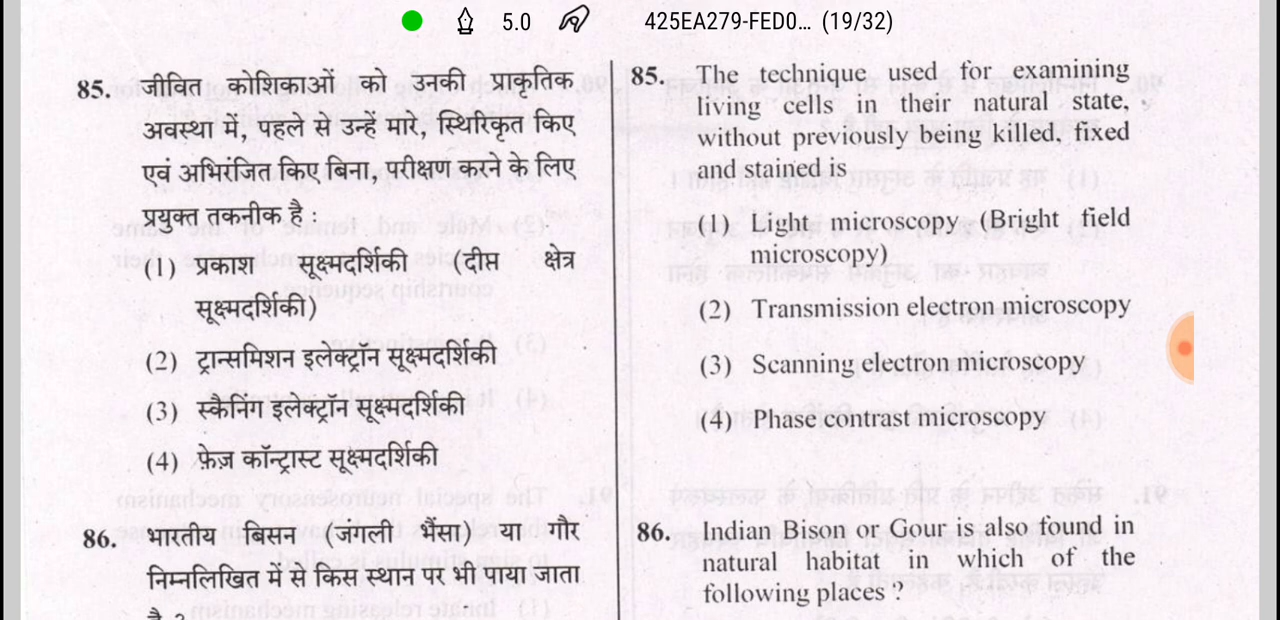 5.0 425EA279-FED0... (19/32)
85. जीवित कोशिकाओं को उनकी प्राकृतिक
अवस्था में, पहले से उन्हें मारे, स्थिरिकृत किए
एवं अभिरंजित किए बिना, परीक्षण करने के लिए
प्रयुक्त तकनीक है :
(1) प्रकाश सूक्ष्मदर्शिकी (दीप्त क्षेत्र
सूक्ष्मदर्शिकी)
(2) ट्रान्समिशन इलेक्ट्रॉन सूक्ष्मदर्शिकी
(3) स्कैनिंग इलेक्ट्रॉन सूक्ष्मदर्शिकी
(4) फ़ेज़ कॉन्ट्रास्ट सूक्ष्मदर्शिकी
86. भारतीय बिसन (जंगली भैंसा) या गौर
निम्नलिखित में से किस स्थान पर भी पाया जाता
है ?
85. The technique used for examining
living cells in their natural state,
without previously being killed, fixed
and stained is
(1) Light microscopy (Bright field
microscopy)
(2) Transmission electron microscopy
(3) Scanning electron microscopy
(4) Phase contrast microscopy
86. Indian Bison or Gour is also found in
natural habitat in which of the
following places ?